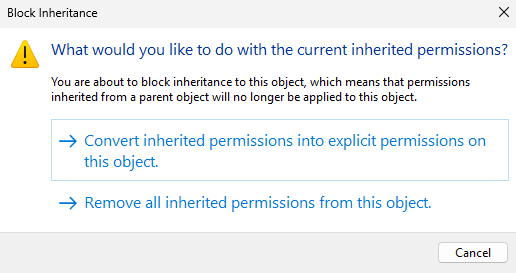 Block Inheritance
What would you like to do with the current inherited permissions?
You are about to block inheritance to this object, which means that permissions
inherited from a parent object will no longer be applied to this object.
Convert inherited permissions into explicit permissions on
this object.
Remove all inherited permissions from this object.
Cancel